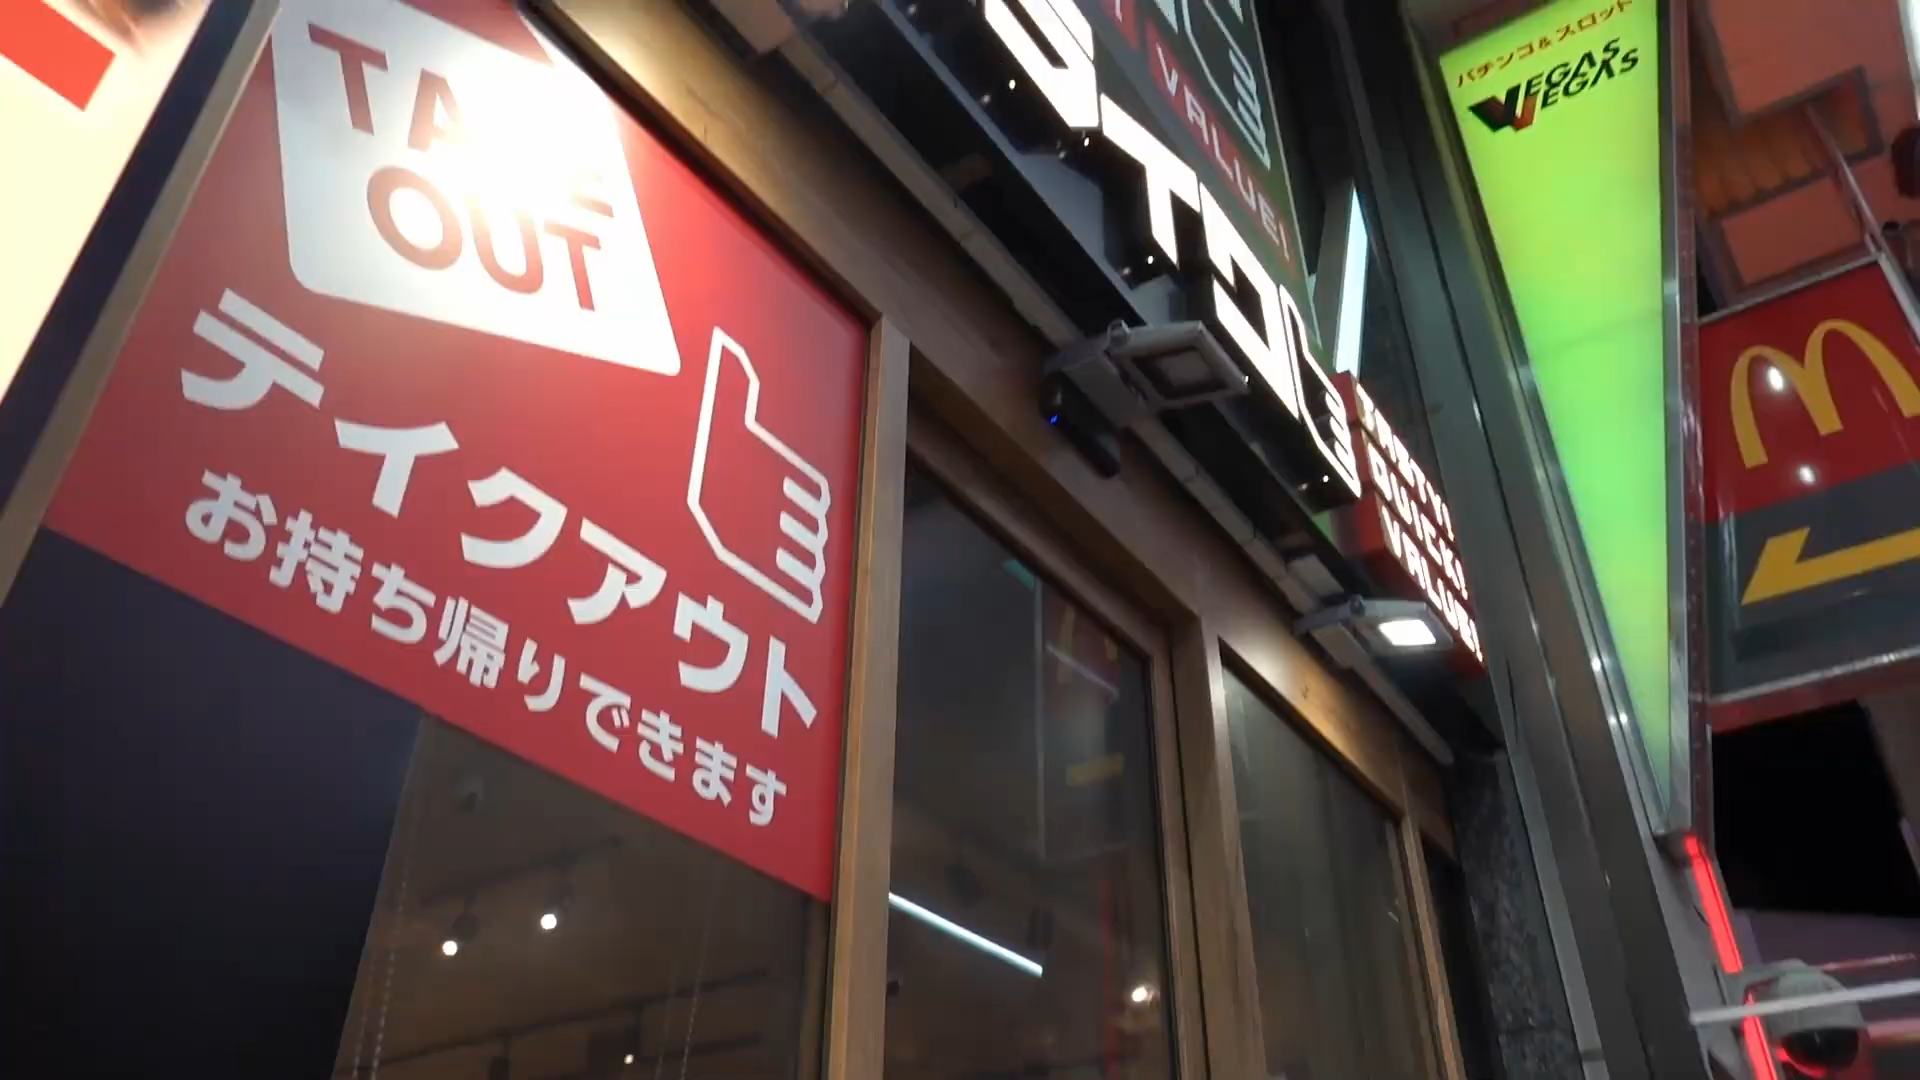 TAKE
OUT
テイクアウト
お持ち帰りできます
VALUE!
TASTY!
QUICK!
VALUE!
パチンコ&スロット
VEGAS
VEGAS